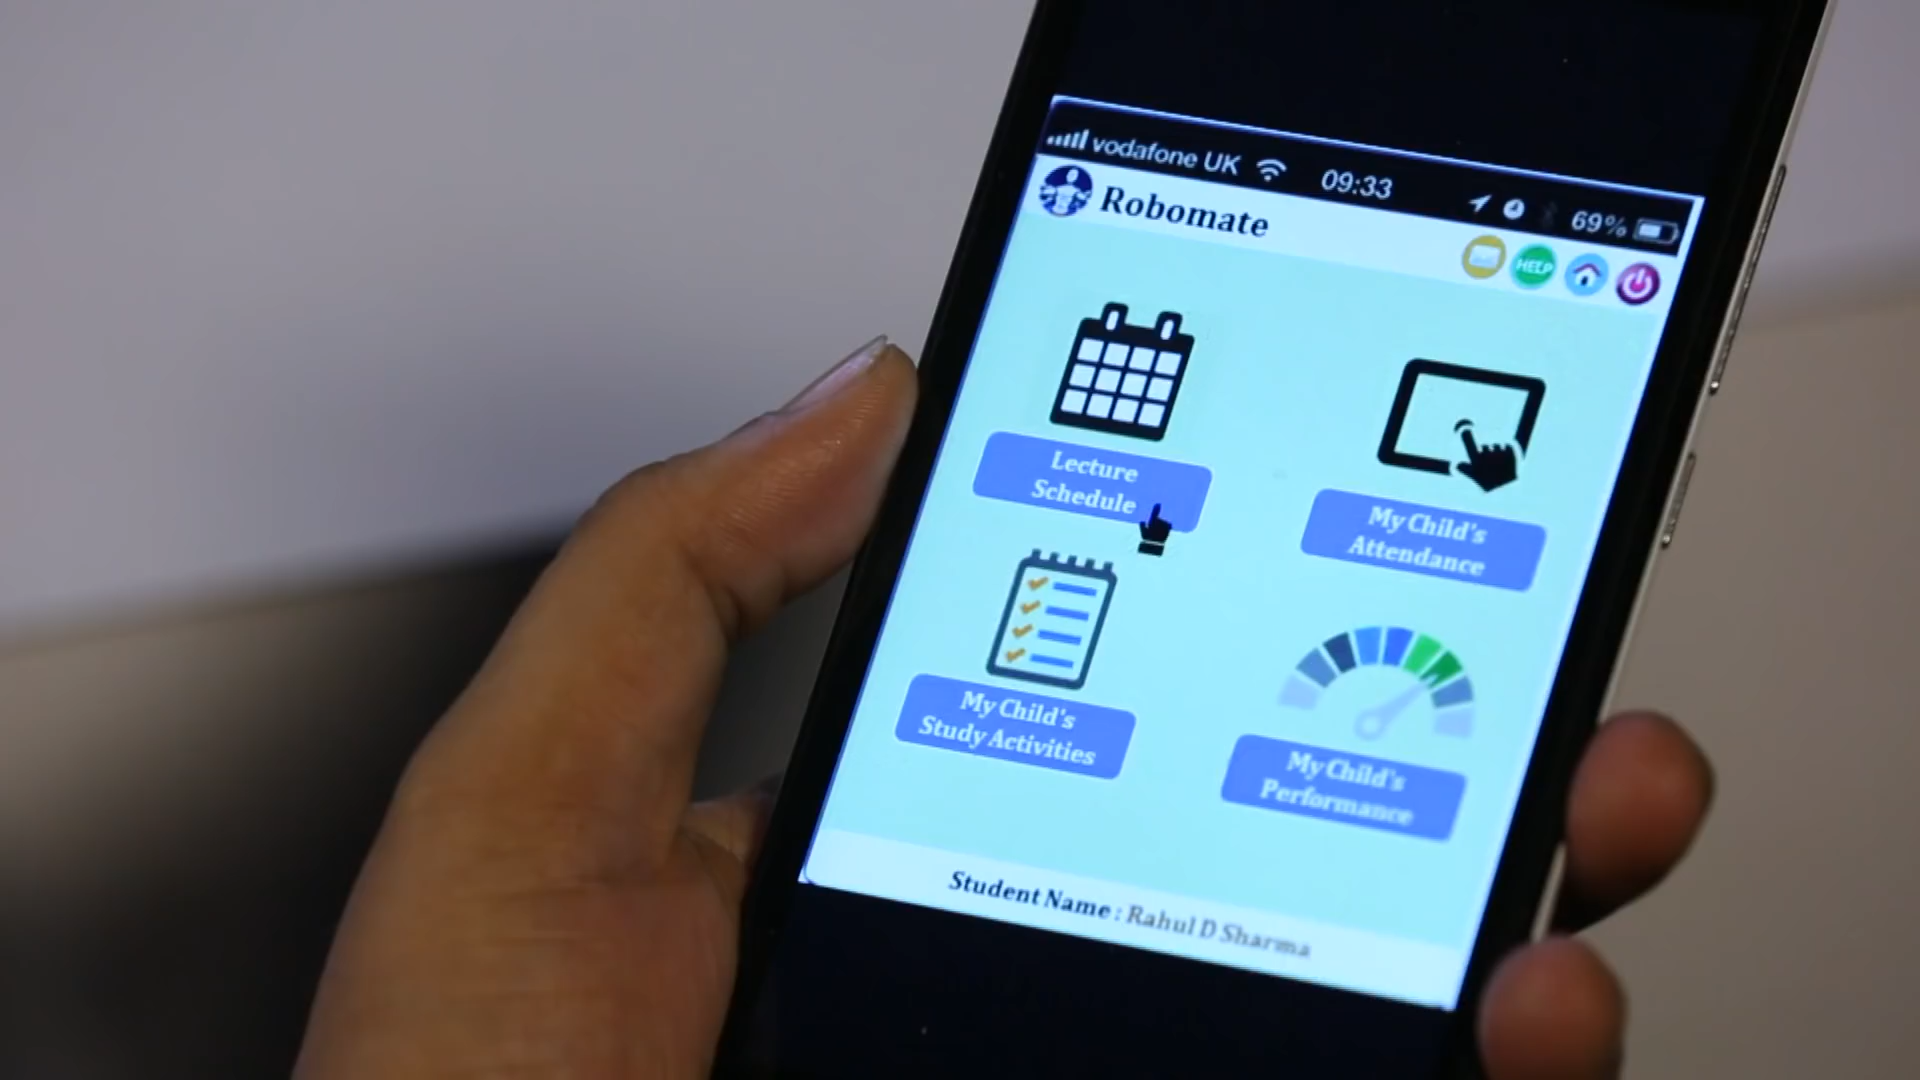 vodafone UK 09:33 69%
Robomate
HELP
Lecture
Schedule
My Child's
Attendance
My Child's
Study Activities
My Child's
Performance
Student Name : Rahul D Sharma